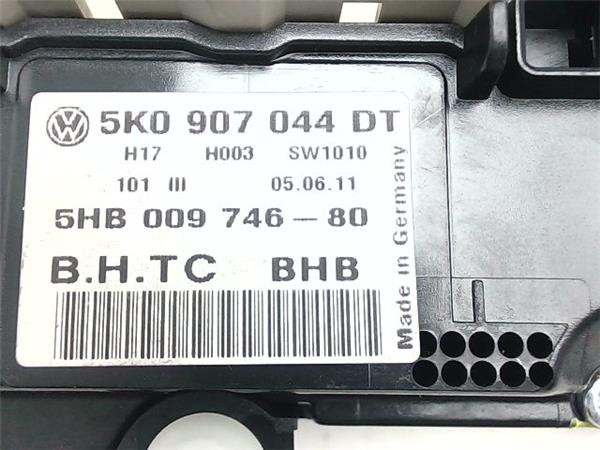 5K0 907 044 DT
H17 H003 SW1010
101 III 05.06.11
5HB 009 746-80
B.H.TC BHB
Made in Germany